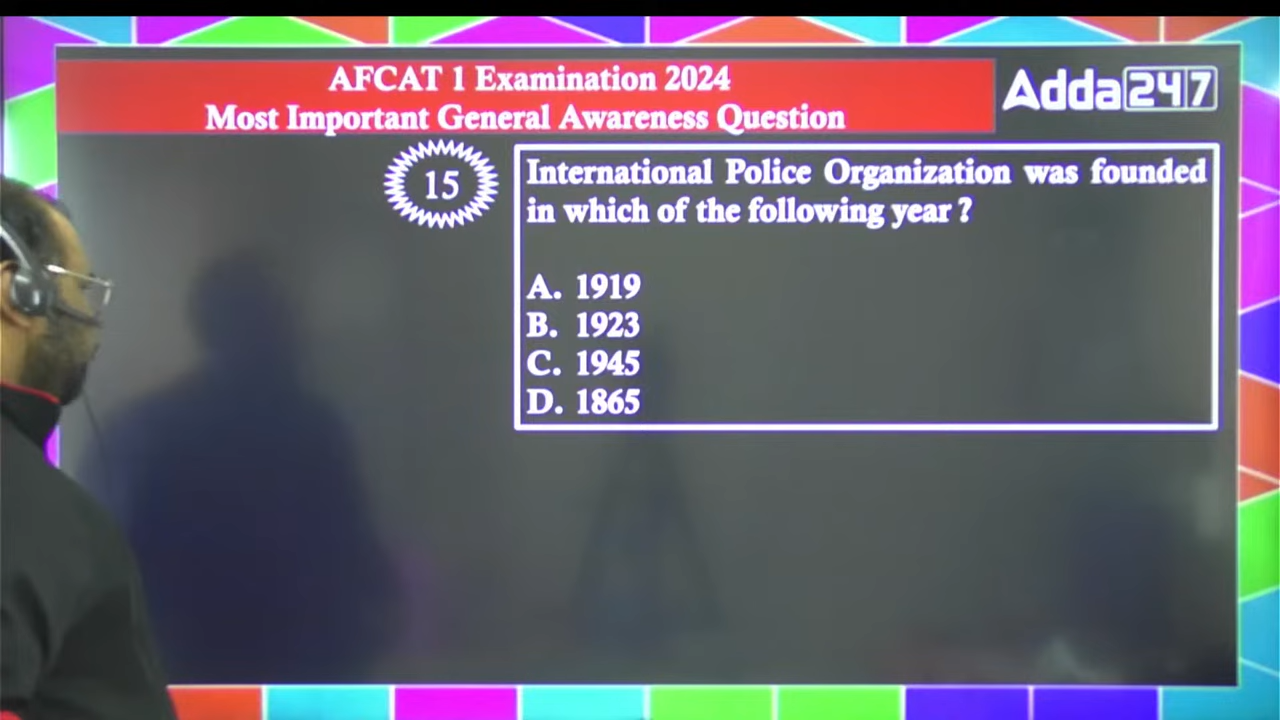 AFCAT 1 Examination 2024
Most Important General Awareness Question
Adda247
15
International Police Organization was founded
in which of the following year ?
A. 1919
B. 1923
C. 1945
D. 1865